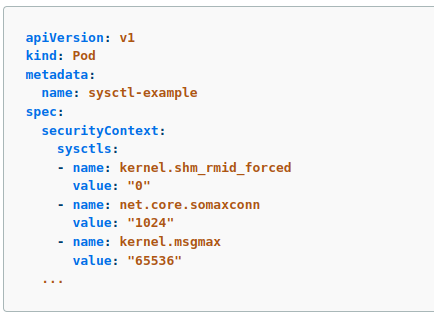 apiVersion: v1
kind: Pod
metadata:
  name: sysctl-example
spec:
  securityContext:
    sysctls:
    - name: kernel.shm_rmid_forced
      value: "0"
    - name: net.core.somaxconn
      value: "1024"
    - name: kernel.msgmax
      value: "65536"
  ...